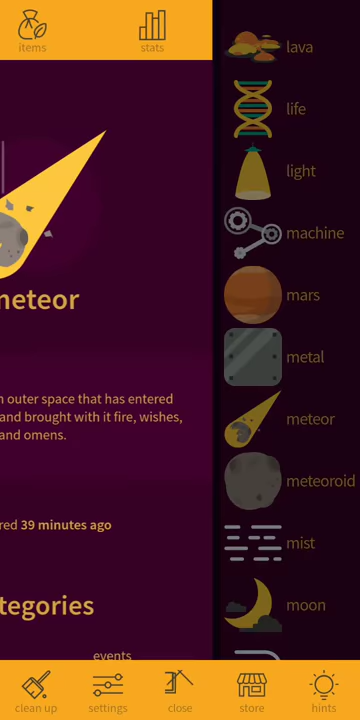 items
stats
meteor
n outer space that has entered
and brought with it fire, wishes,
and omens.
red 39 minutes ago
tegories
events
lava
life
light
machine
mars
metal
meteor
meteoroid
mist
moon
clean up
settings
close
store
hints